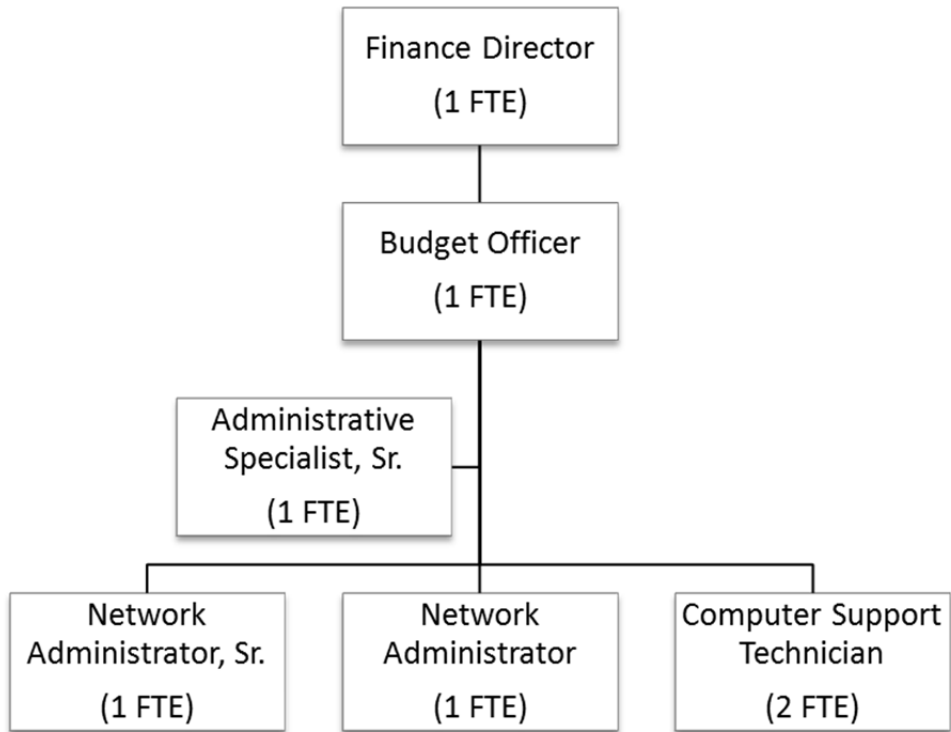 Finance Director
(1 FTE)
Budget Officer
(1 FTE)
Administrative
Specialist, Sr.
(1 FTE)
Network
Administrator, Sr.
(1 FTE)
Network
Administrator
(1 FTE)
Computer Support
Technician
(2 FTE)